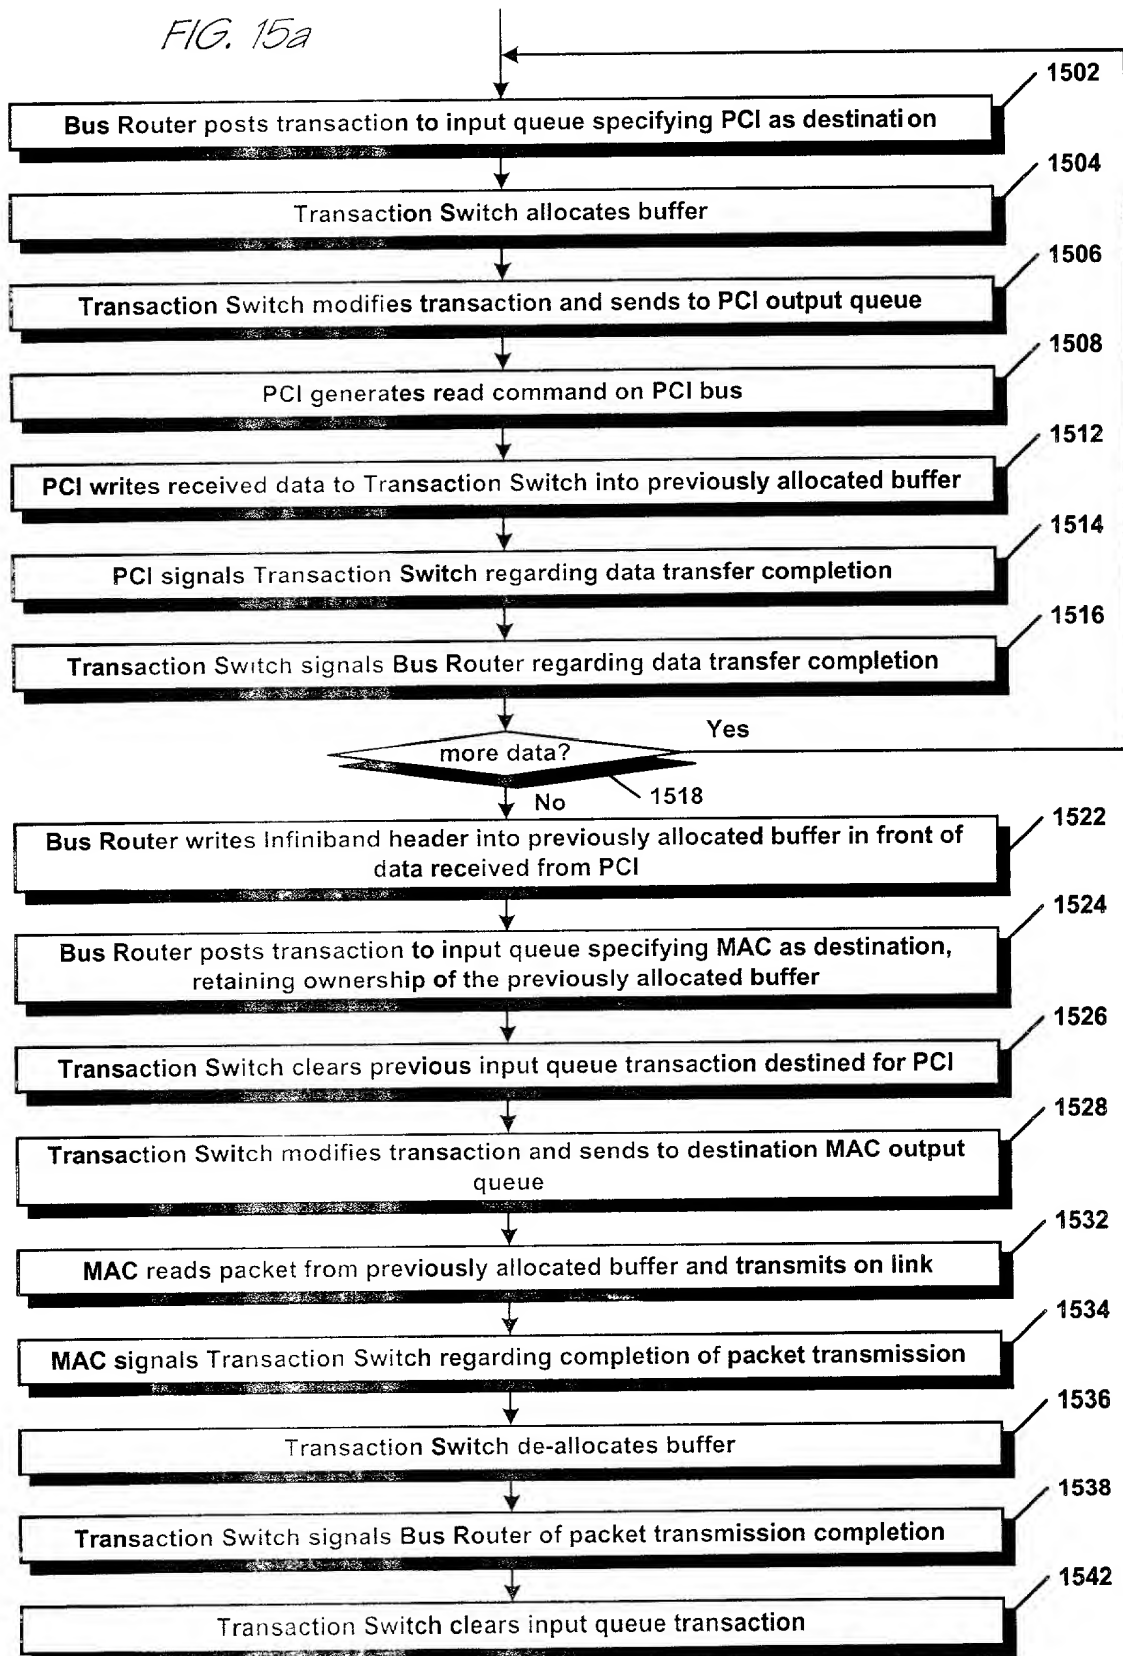 FIG. 15a
1502
Bus Router posts transaction to input queue specifying PCI as destination
1504
Transaction Switch allocates buffer
1506
Transaction Switch modifies transaction and sends to PCI output queue
1508
PCI generates read command on PCI bus
1512
PCI writes received data to Transaction Switch into previously allocated buffer
1514
PCI signals Transaction Switch regarding data transfer completion
1516
Transaction Switch signals Bus Router regarding data transfer completion
Yes
more data?
1518
No
1522
Bus Router writes Infiniband header into previously allocated buffer in front of
data received from PCI
1524
Bus Router posts transaction to input queue specifying MAC as destination,
retaining ownership of the previously allocated buffer
1526
Transaction Switch clears previous input queue transaction destined for PCI
1528
Transaction Switch modifies transaction and sends to destination MAC output
queue
1532
MAC reads packet from previously allocated buffer and transmits on link
1534
MAC signals Transaction Switch regarding completion of packet transmission
1536
Transaction Switch de-allocates buffer
1538
Transaction Switch signals Bus Router of packet transmission completion
1542
Transaction Switch clears input queue transaction